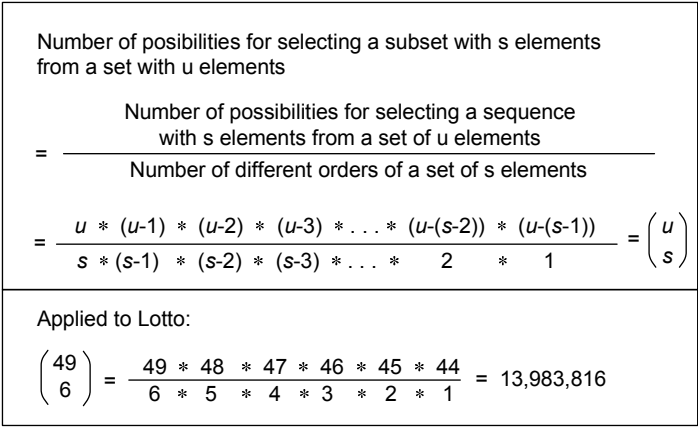 Number of posibilities for selecting a subset with s elements
from a set with u elements
Number of possibilities for selecting a sequence
with s elements from a set of u elements
=
Number of different orders of a set of s elements
u * (u-1) * (u-2) * (u-3) * . . . * (u-(s-2)) * (u-(s-1))
= = ( u s )
s * (s-1) * (s-2) * (s-3) * . . . * 2 * 1
Applied to Lotto:
( 49 6 ) = 49 * 48 * 47 * 46 * 45 * 44 = 13,983,816
6 * 5 * 4 * 3 * 2 * 1